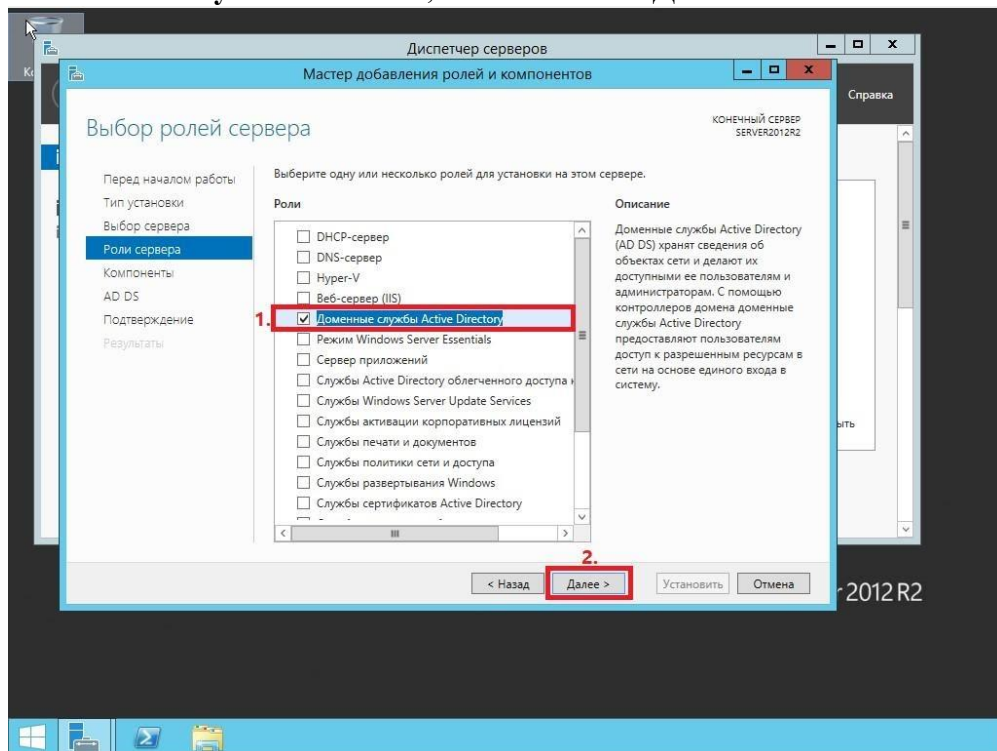 Диспетчер серверов
Мастер добавления ролей и компонентов
Справка
Выбор ролей сервера
КОНЕЧНЫЙ СЕРВЕР
SERVER2012R2
Перед началом работы
Тип установки
Выбор сервера
Роли сервера
Компоненты
AD DS
Подтверждение
Результаты
Выберите одну или несколько ролей для установки на этом сервере.
Роли
DHCP-сервер
DNS-сервер
Hyper-V
Веб-сервер (IIS)
1.
Доменные службы Active Directory
Режим Windows Server Essentials
Сервер приложений
Службы Active Directory облегченного доступа
Службы Windows Server Update Services
Службы активации корпоративных лицензий
Службы печати и документов
Службы политики сети и доступа
Службы развертывания Windows
Службы сертификатов Active Directory
Описание
Доменные службы Active Directory
(AD DS) хранят сведения об
объектах сети и делают их
доступными ее пользователям и
администраторам. С помощью
контроллеров домена доменные
службы Active Directory
предоставляют пользователям
доступ к разрешенным ресурсам в
сети на основе единого входа в
систему.
ыть
2.
< Назад
Далее >
Установить
Отмена
2012 R2